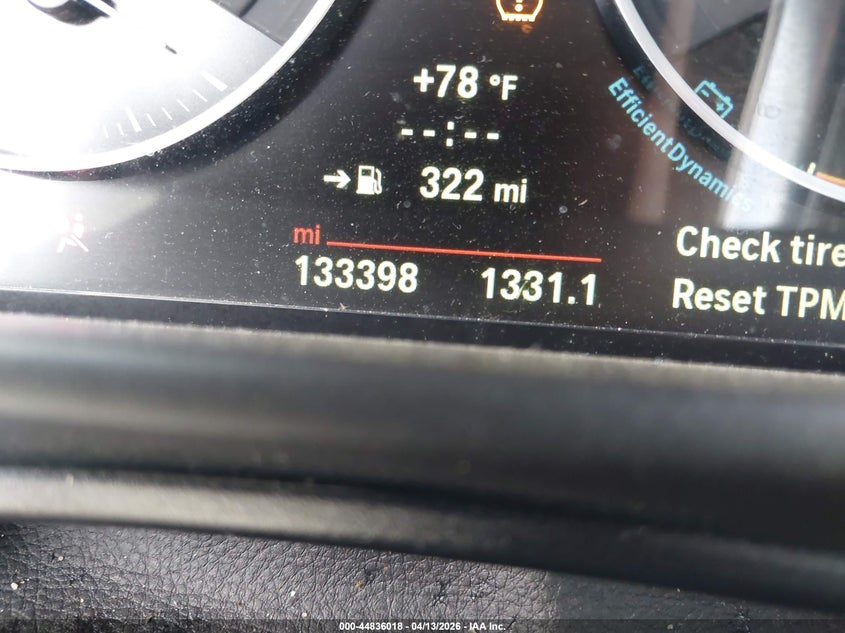 +78 °F
--:--
322 mi
EfficientDynamics
mi
133398 1331.1
Check tire
Reset TPM
000-44836018 - 04/13/2026 - IAA Inc.